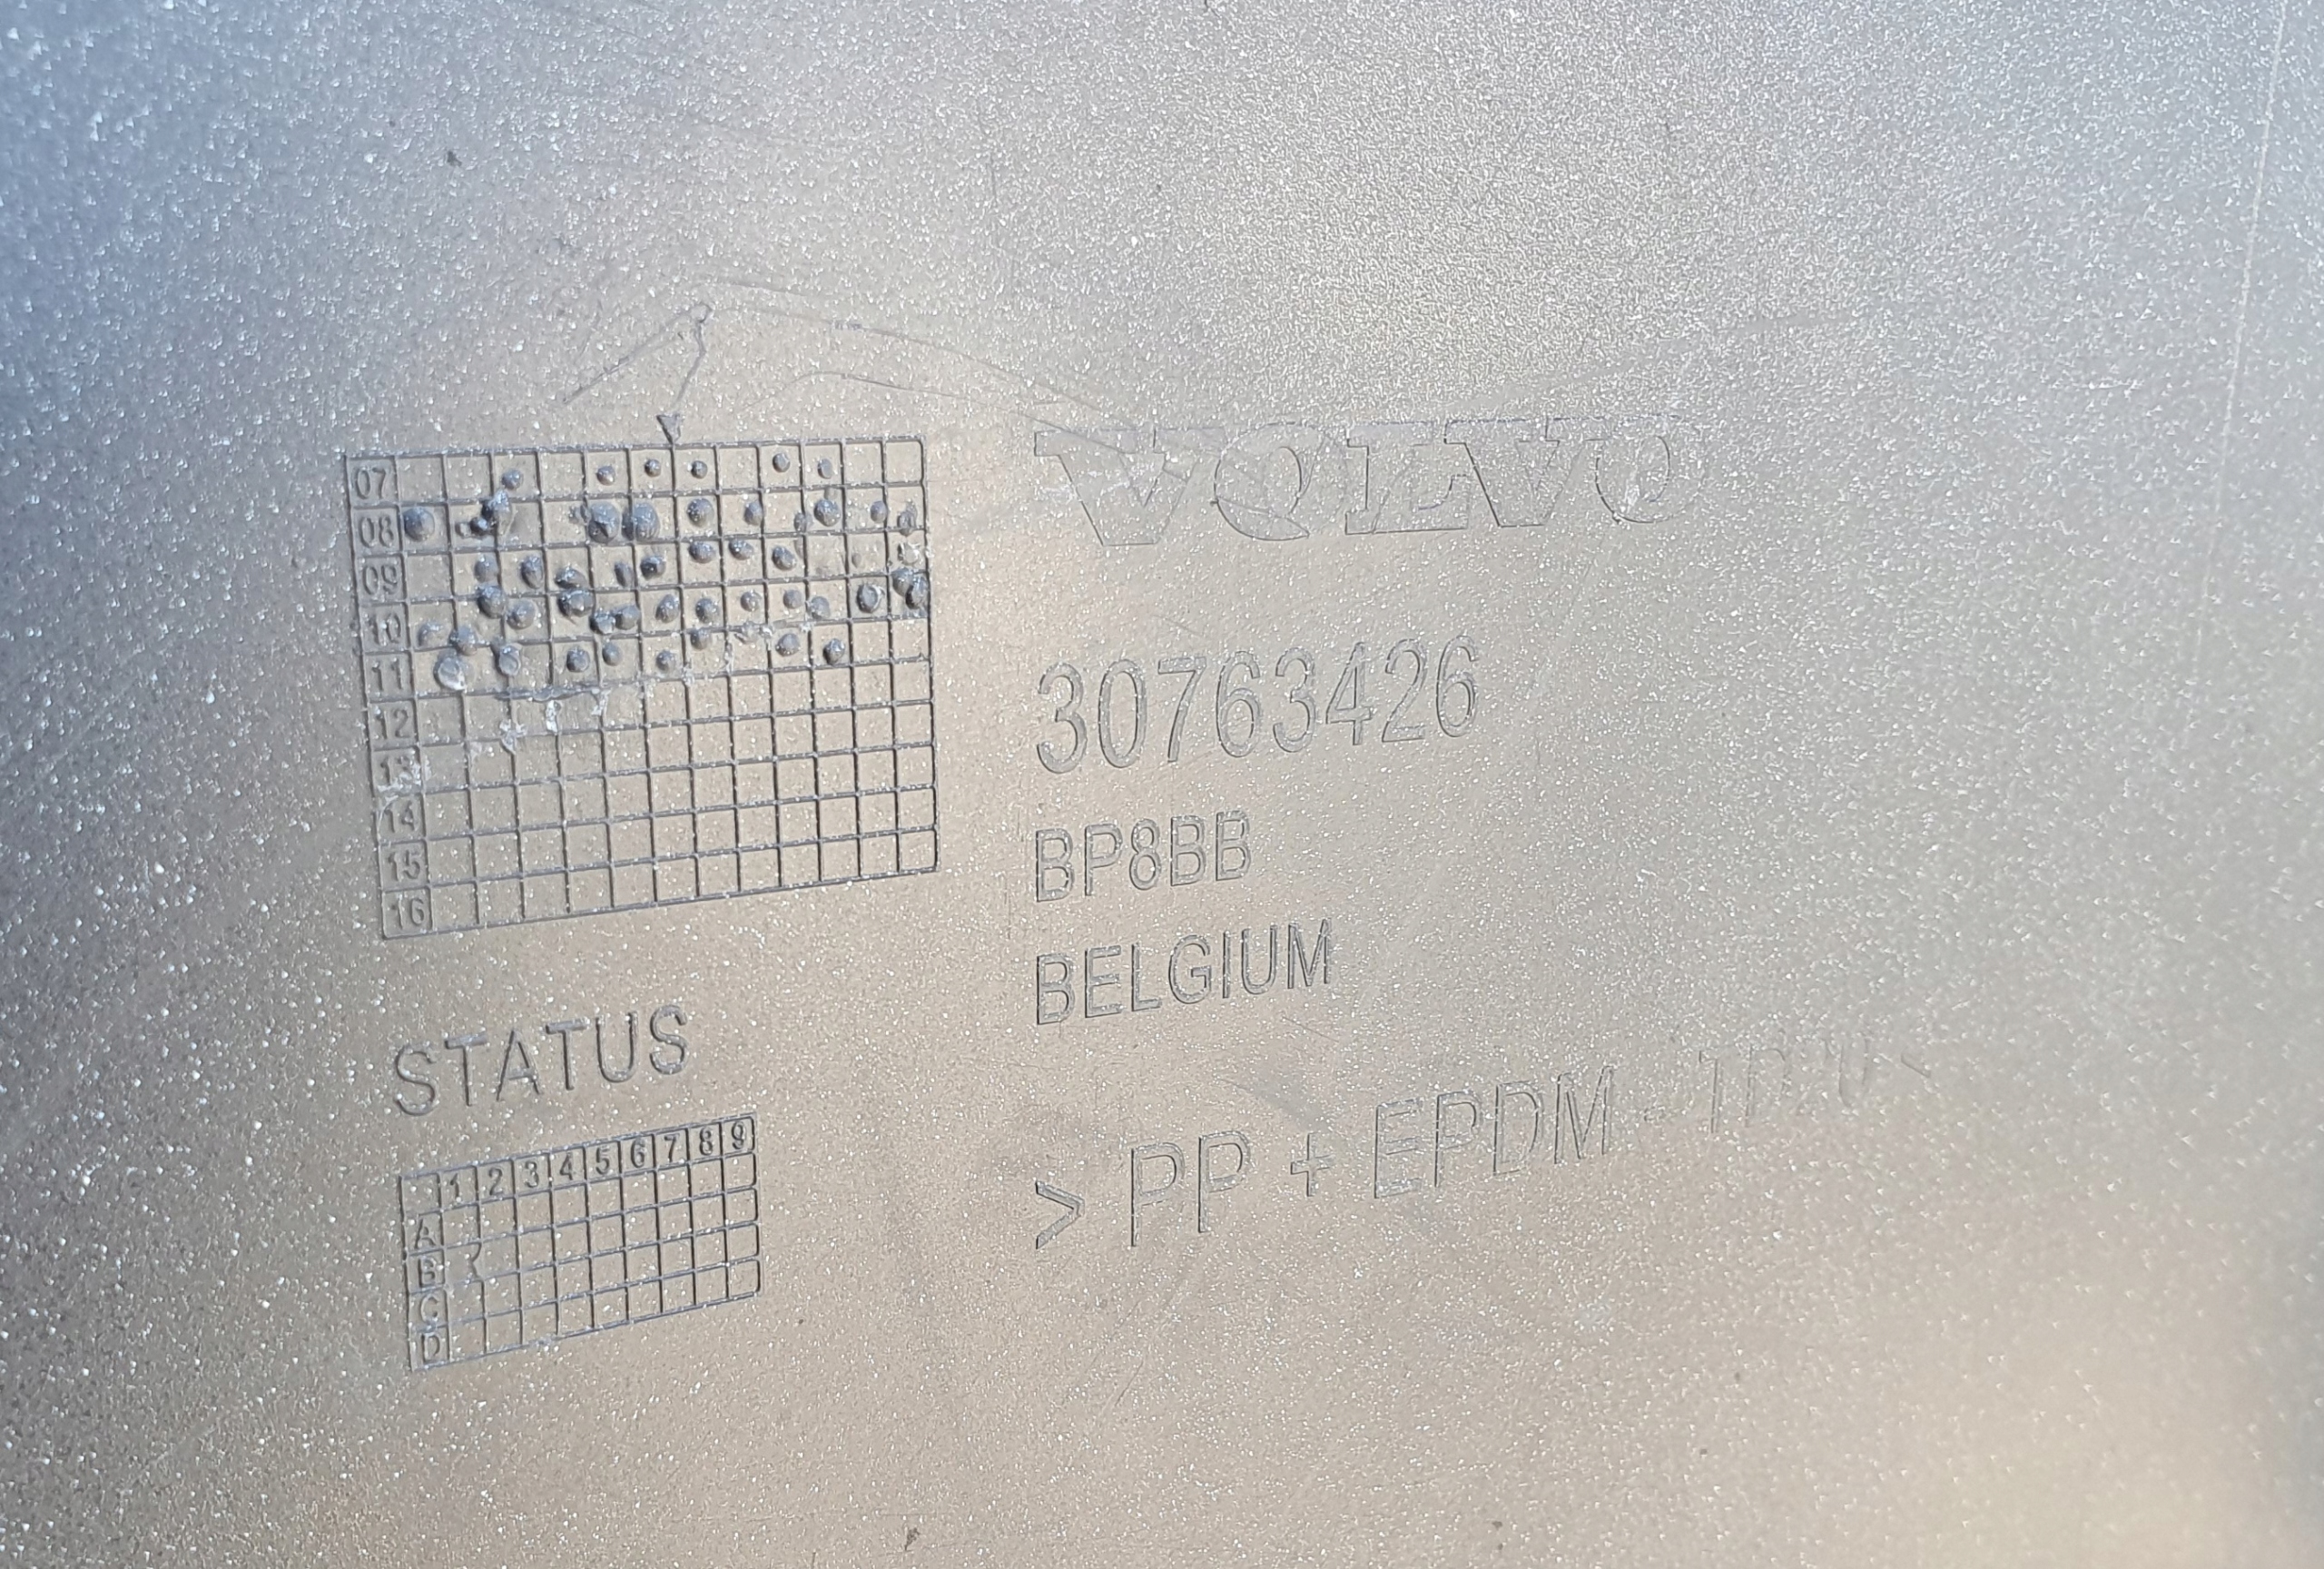 07
08
09
10
11
12
13
14
15
16
STATUS
1 2 3 4 5 6 7 8 9
A
B
C
D
VOLVO
30763426
BP8BB
BELGIUM
> PP + EPDM